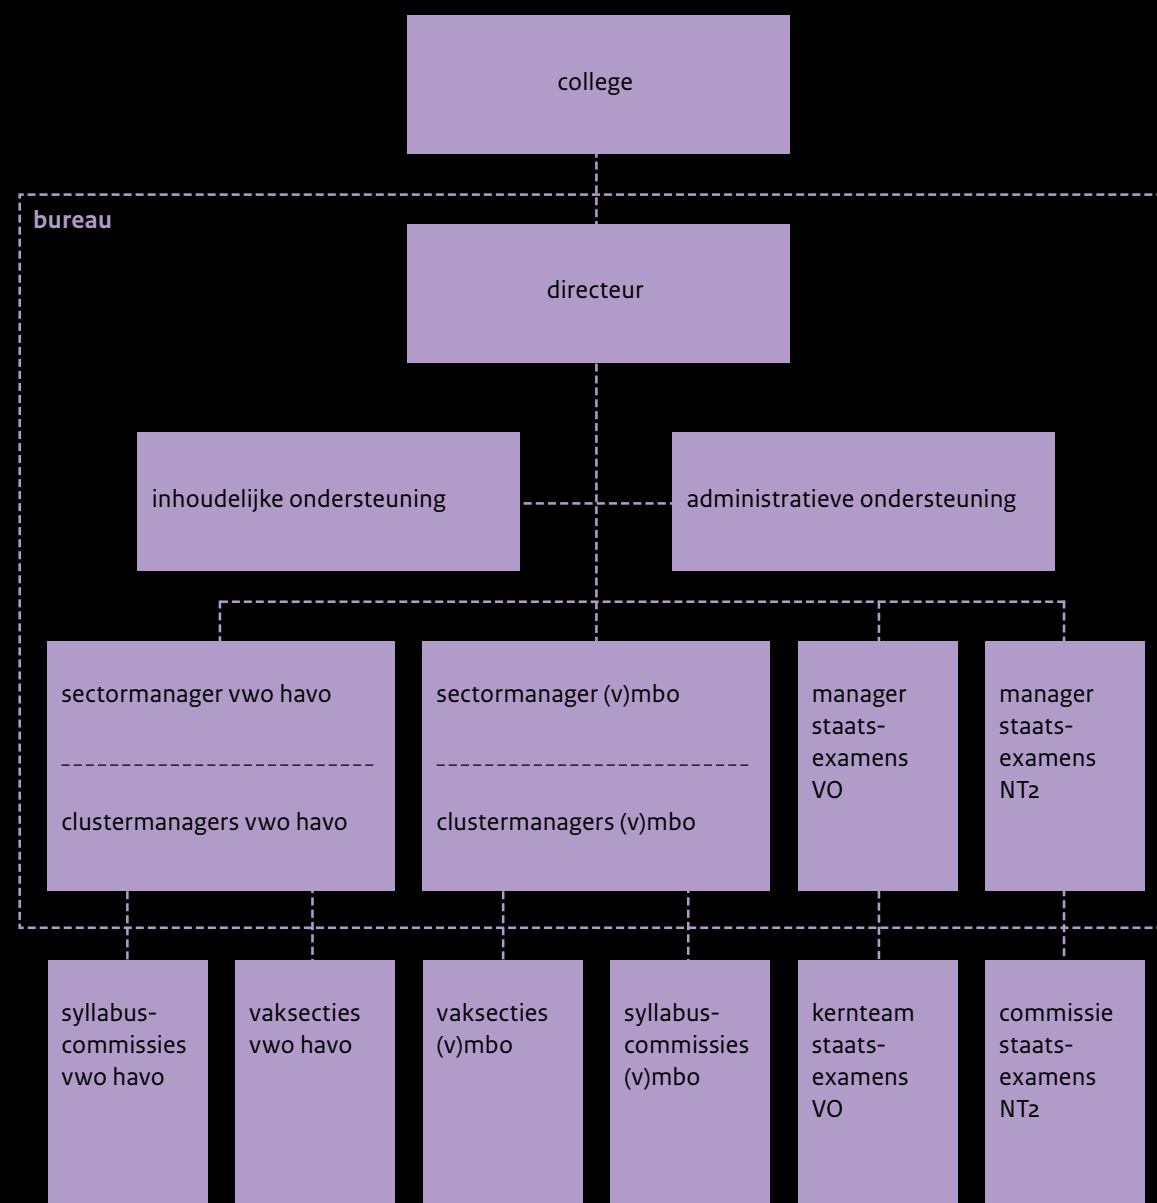 college
bureau
directeur
inhoudelijke ondersteuning
administratieve ondersteuning
sectormanager vwo havo
clustermanagers vwo havo
sectormanager (v)mbo
clustermanagers (v)mbo
manager
staats-
examens
VO
manager
staats-
examens
NT2
syllabus-
commissies
vwo havo
vaksecties
vwo havo
vaksecties
(v)mbo
syllabus-
commissies
(v)mbo
kernteam
staats-
examens
VO
commissie
staats-
examens
NT2